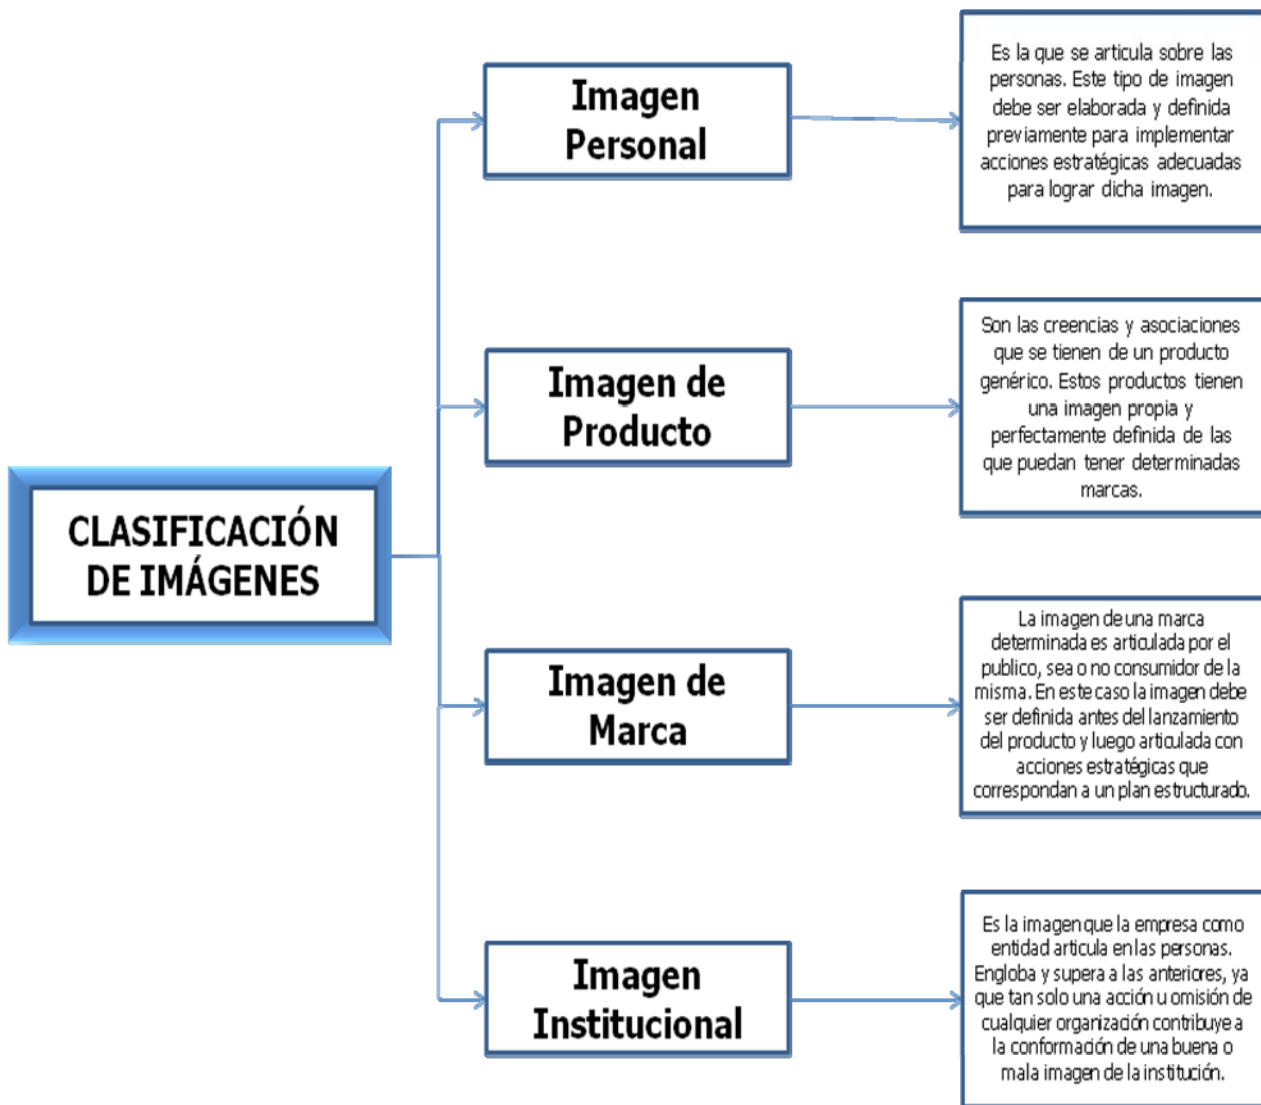 CLASIFICACIÓN
DE IMÁGENES
Imagen
Personal
Es la que se articula sobre las
personas. Este tipo de imagen
debe ser elaborada y definida
previamente para implementar
acciones estratégicas adecuadas
para lograr dicha imagen.
Imagen de
Producto
Son las creencias y asociaciones
que se tienen de un producto
genérico. Estos productos tienen
una imagen propia y
perfectamente definida de las
que puedan tener determinadas
marcas.
Imagen de
Marca
La imagen de una marca
determinada es articulada por el
publico, sea o no consumidor de la
misma. En este caso la imagen debe
ser definida antes del lanzamiento
del producto y luego articulada con
acciones estratégicas que
correspondan a un plan estructurado.
Imagen
Institucional
Es la imagen que la empresa como
entidad articula en las personas.
Engloba y supera a las anteriores, ya
que tan solo una acción u omisión de
cualquier organización contribuye a
la conformación de una buena o
mala imagen de la institución.